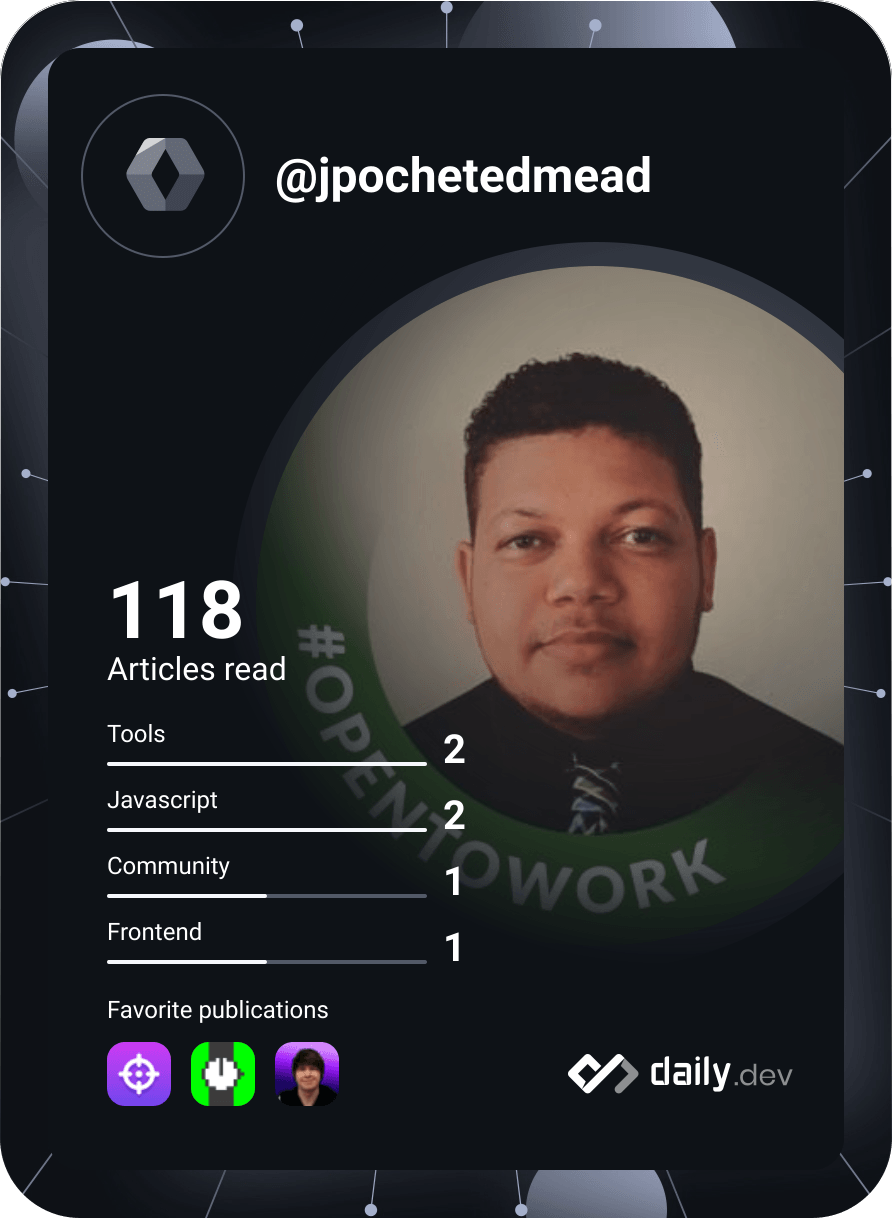 @jpochetedmead
118
Articles read
#OPENTOWORK
Tools 2
Javascript 2
Community 1
Frontend 1
Favorite publications
daily.dev